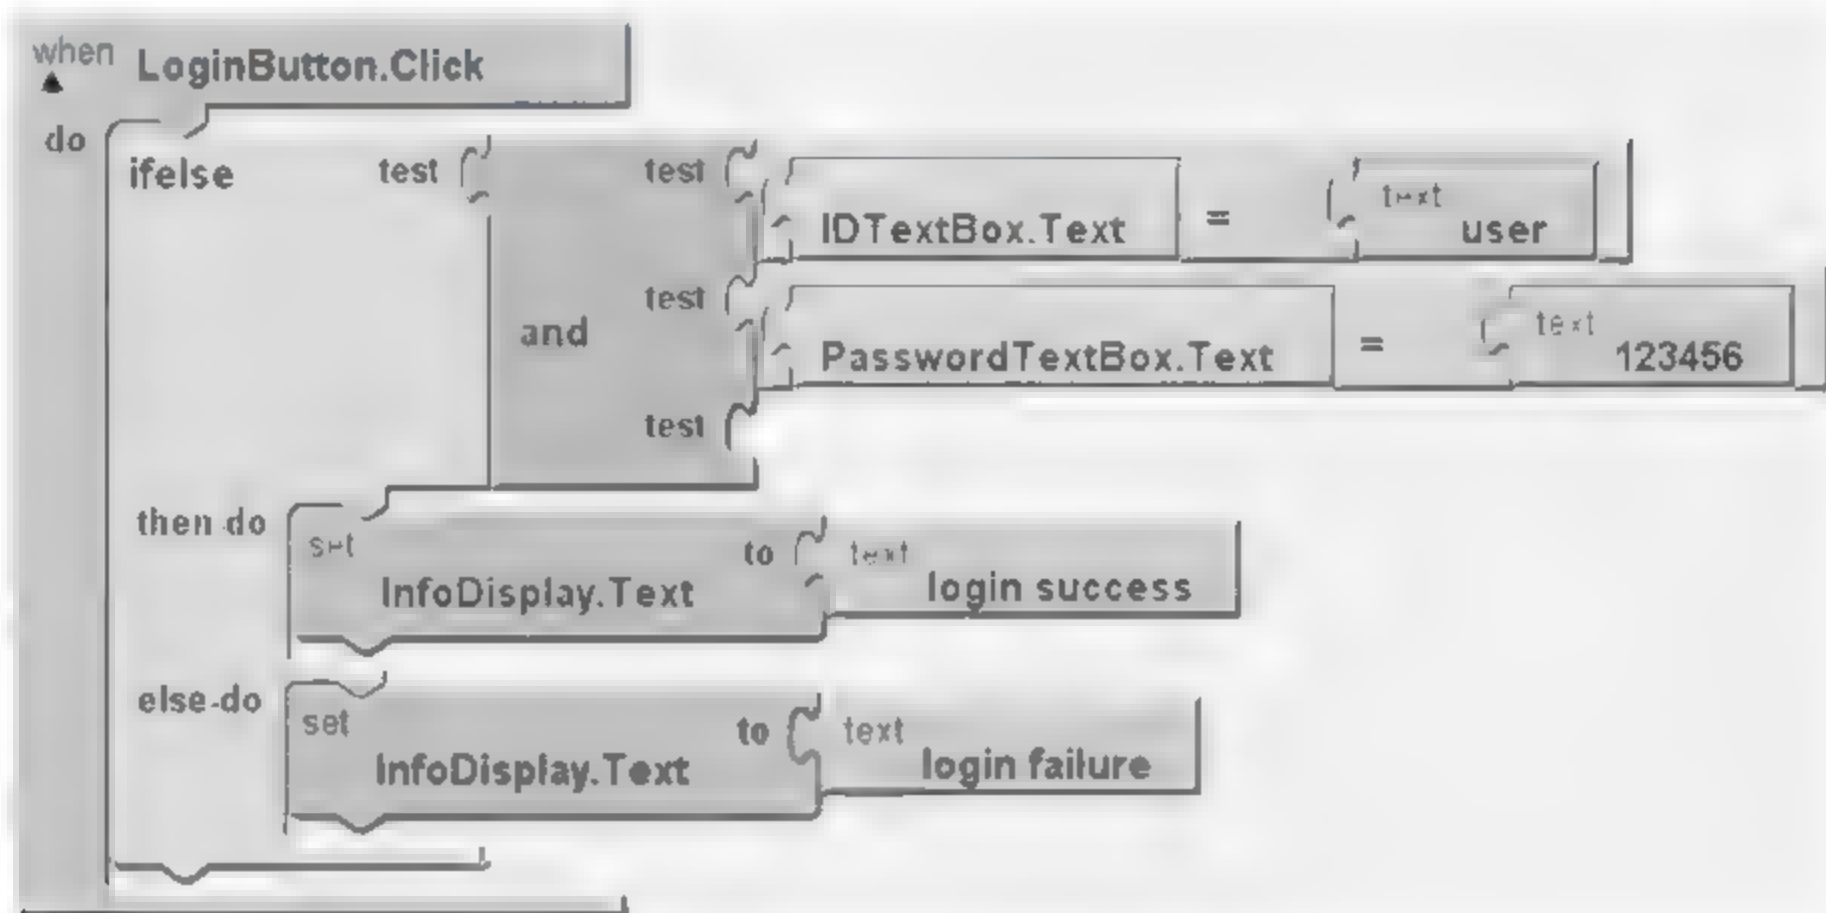 when LoginButton.Click
do
ifelse test test IDTextBox.Text = text user
and test PasswordTextBox.Text = text 123456
test
then do set InfoDisplay.Text to text login success
else-do set InfoDisplay.Text to text login failure